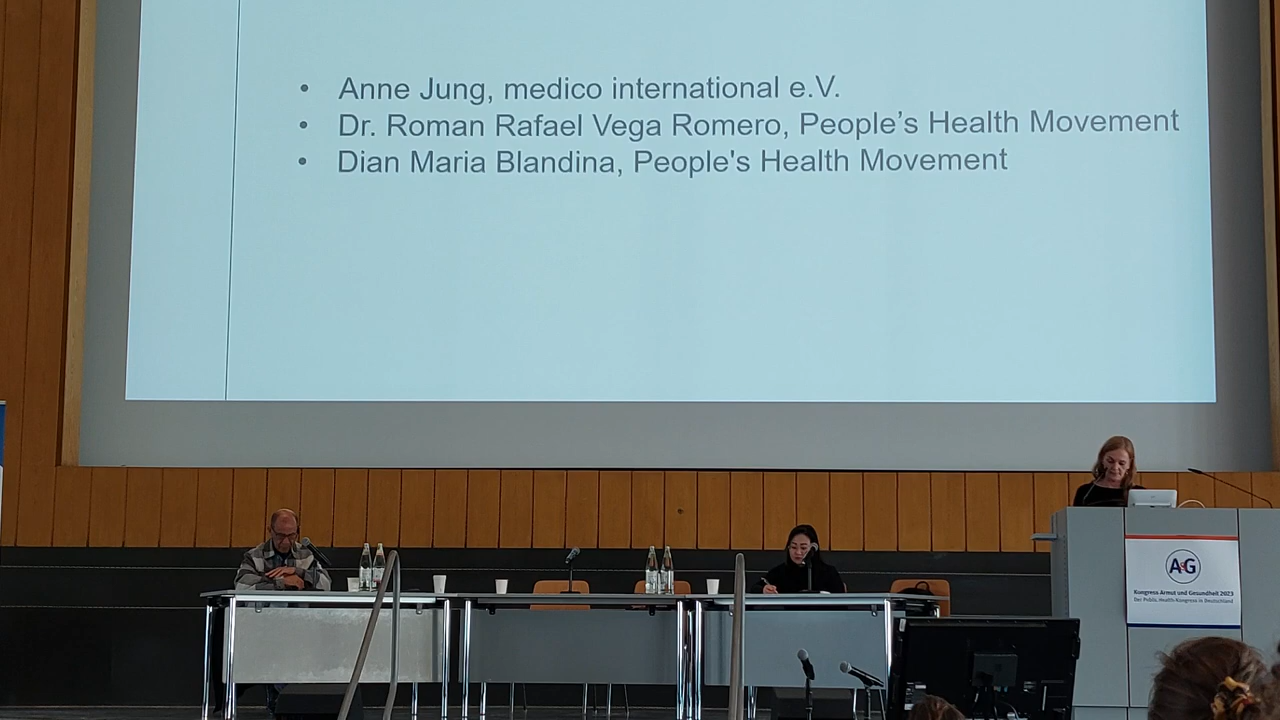 • Anne Jung, medico international e.V.
• Dr. Roman Rafael Vega Romero, People’s Health Movement
• Dian Maria Blandina, People's Health Movement
A&G
Kongress Armut und Gesundheit 2023
Der Public Health-Kongress in Deutschland